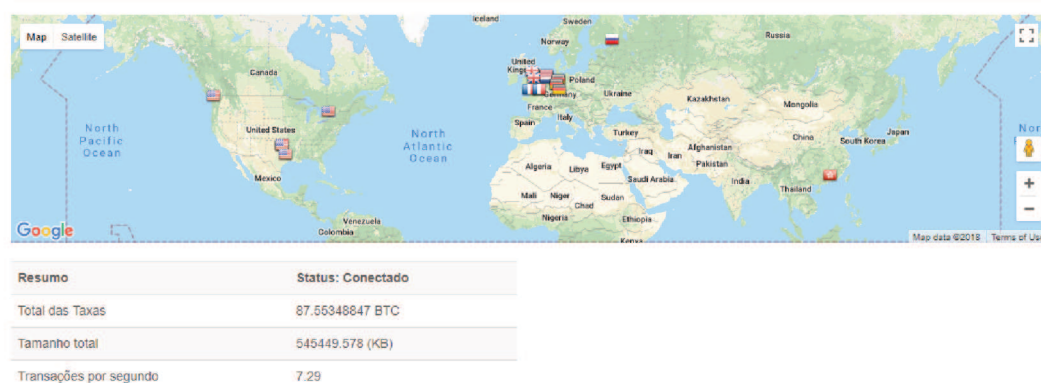 Map Satellite
Iceland
Sweden
Norway
Russia
Canada
United
Poland
Ukraine
France
Kazakhstan
Mongolia
North
Pacific
Ocean
United States
North
Atlantic
Ocean
Spain
Italy
Turkey
China
South Korea
Japan
Iraq
Iran
Afghanistan
Pakistan
Mexico
Algeria
Libya
Egypt
Saudi Arabia
India
Thailand
Mali
Niger
Chad
Sudan
Nigeria
Ethiopia
Venezuela
Colombia
Kenya
Google
Map data ©2018 Terms of Us
Resumo Status: Conectado
Total das Taxas 87.55348847 BTC
Tamanho total 545449.578 (KB)
Transações por segundo 7.29